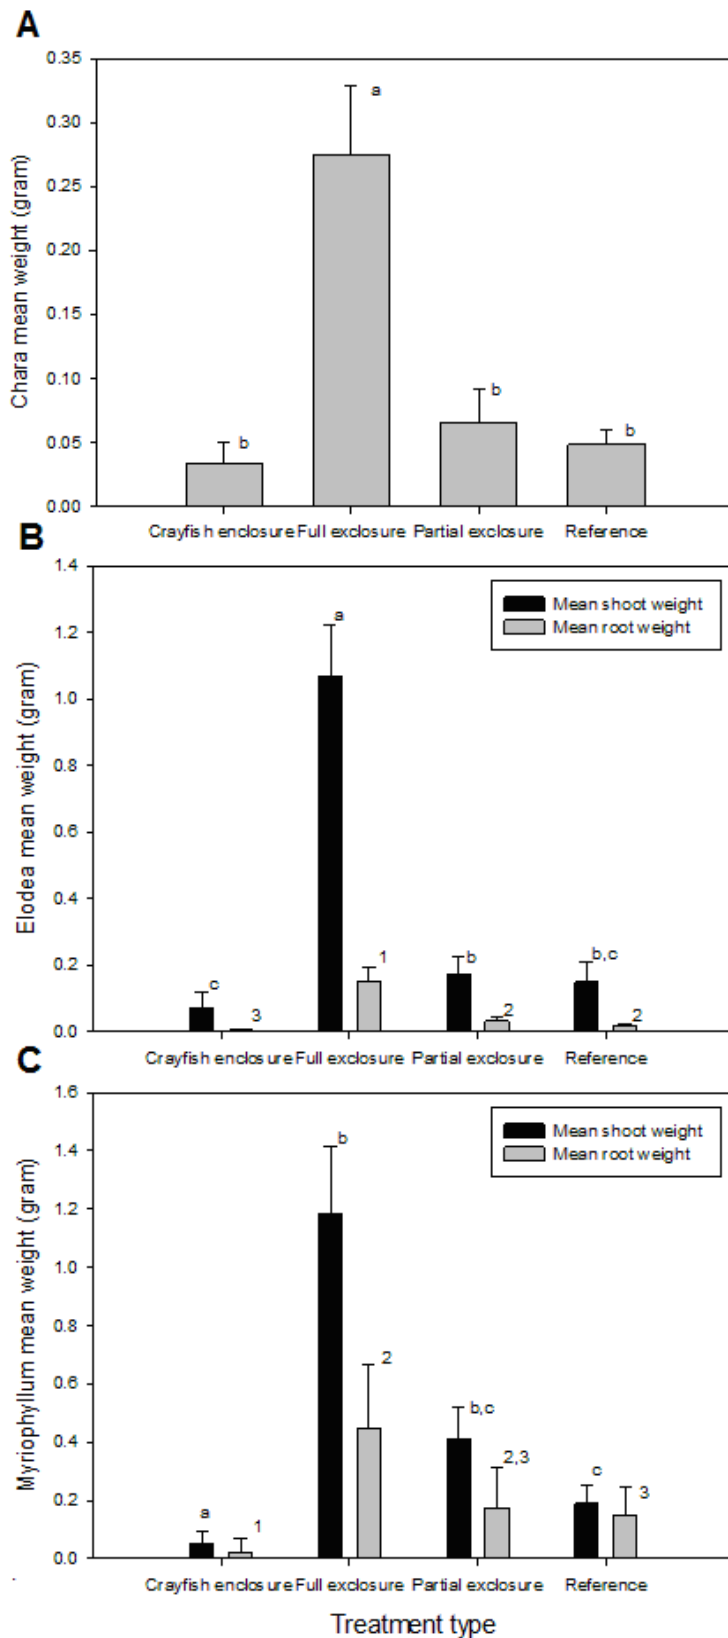 A
Chara mean weight (gram)
0.35
0.30
0.25
0.20
0.15
0.10
0.05
0.00
a
b
b
b
Crayfish enclosure Full exclosure Partial exclosure Reference
B
Elodea mean weight (gram)
1.4
1.2
1.0
0.8
0.6
0.4
0.2
0.0
Mean shoot weight
Mean root weight
a
c
3
1
b
2
b,c
2
Crayfish enclosure Full exclosure Partial exclosure Reference
C
Myriophyllum mean weight (gram)
1.6
1.4
1.2
1.0
0.8
0.6
0.4
0.2
0.0
Mean shoot weight
Mean root weight
a
1
b
2
b,c
2,3
c
3
Crayfish enclosure Full exclosure Partial exclosure Reference
Treatment type